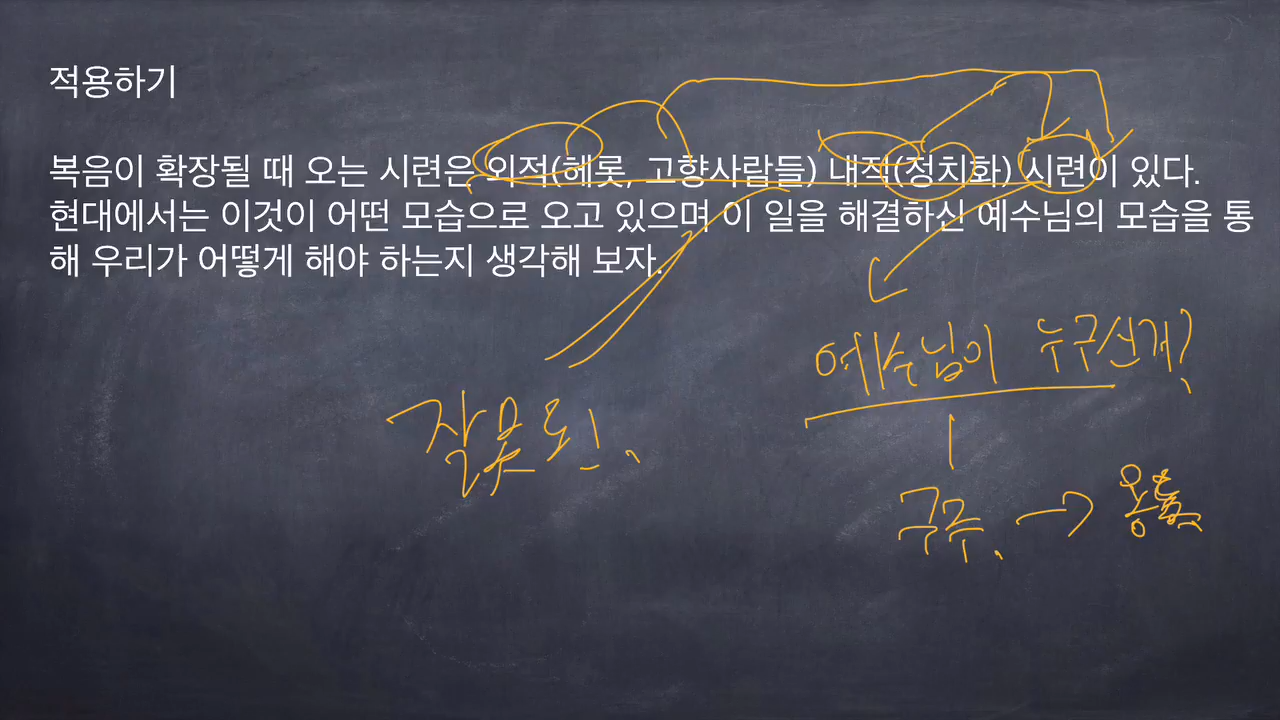 적용하기
복음이 확장될 때 오는 시련은 외적(헤롯, 고향사람들) 내적(정치화) 시련이 있다.
현대에서는 이것이 어떤 모습으로 오고 있으며 이 일을 해결하신 예수님의 모습을 통
해 우리가 어떻게 해야 하는지 생각해 보자.
예수님이 누구신가?
잘못된
구주